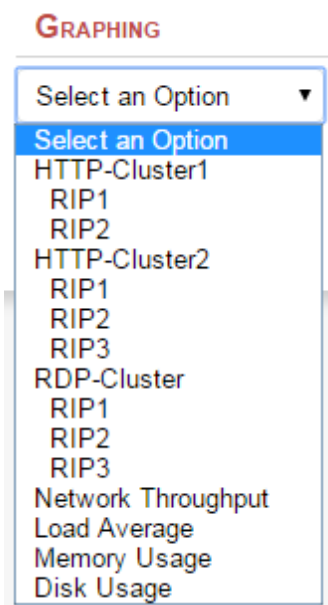 GRAPHING
Select an Option
Select an Option
HTTP-Cluster1
RIP1
RIP2
HTTP-Cluster2
RIP1
RIP2
RIP3
RDP-Cluster
RIP1
RIP2
RIP3
Network Throughput
Load Average
Memory Usage
Disk Usage